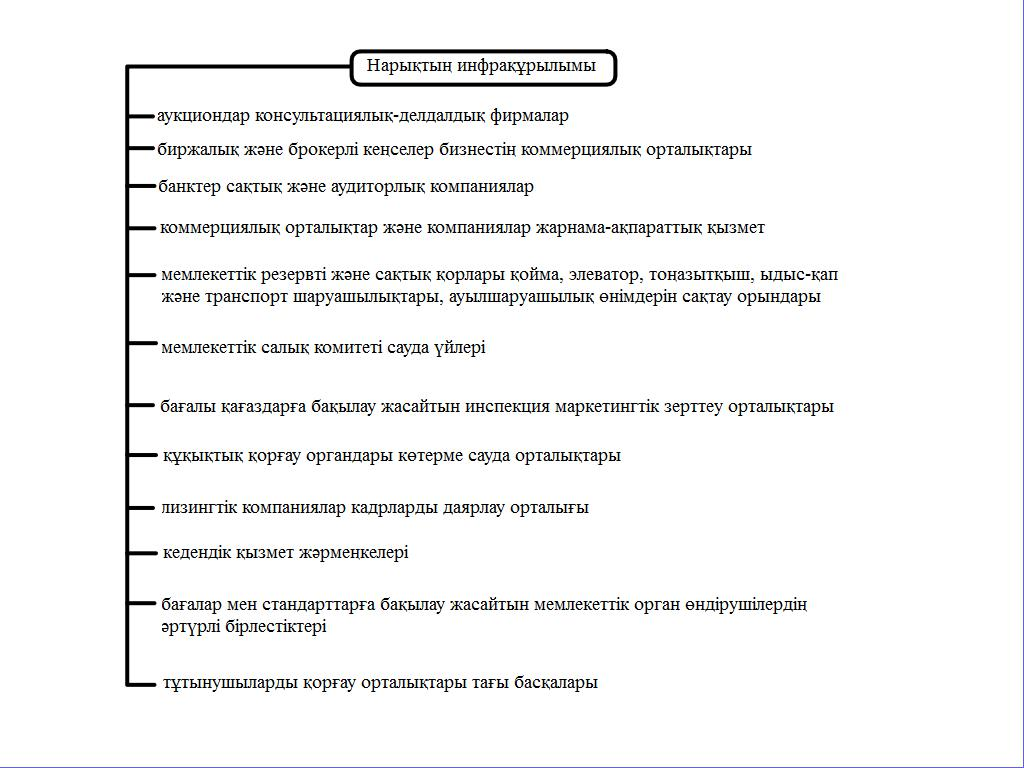 Нарықтың инфрақұрылымы
аукциондар консультациялық-делдалдық фирмалар
биржалық және брокерлі кеңселер бизнестің коммерциялық орталықтары
банктер сақтық және аудиторлық компаниялар
коммерциялық орталықтар және компаниялар жарнама-ақпараттық қызмет
мемлекеттік резервті және сақтық қорлары қойма, элеватор, тоңазытқыш, ыдыс-қап
және транспорт шаруашылықтары, ауылшаруашылық өнімдерін сақтау орындары
мемлекеттік салық комитеті сауда үйлері
бағалы қағаздарға бақылау жасайтын инспекция маркетингтік зерттеу орталықтары
құқықтық қорғау органдары көтерме сауда орталықтары
лизингтік компаниялар кадрларды даярлау орталығы
кедендік қызмет жәрмеңкелері
бағалар мен стандарттарға бақылау жасайтын мемлекеттік орган өндірушілердің
әртүрлі бірлестіктері
тұтынушыларды қорғау орталықтары тағы басқалары